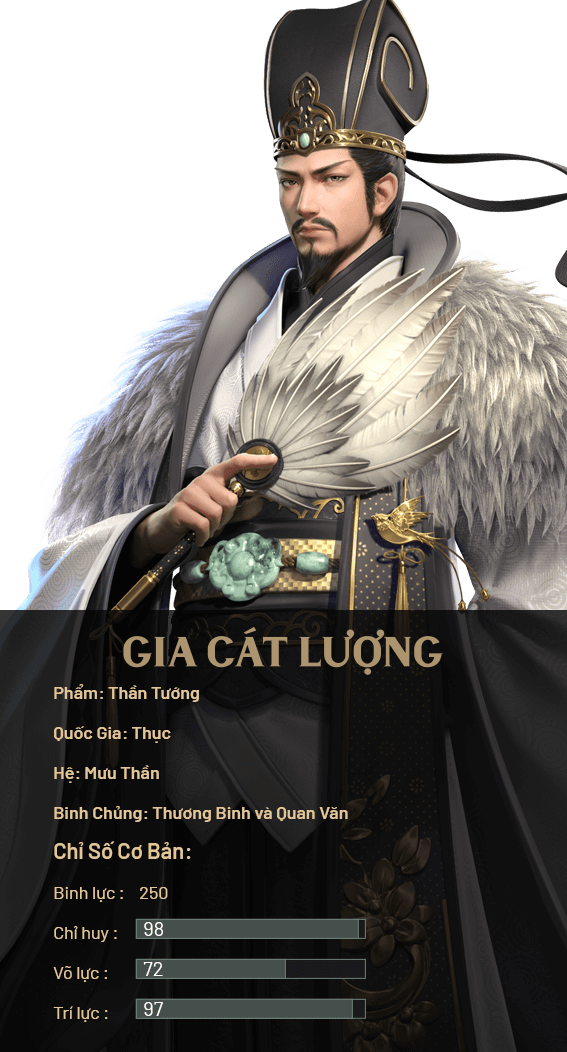 GIA CÁT LƯỢNG
Phẩm: Thần Tướng
Quốc Gia: Thục
Hệ: Mưu Thần
Binh Chủng: Thương Binh và Quan Văn
Chỉ Số Cơ Bản:
Binh lực : 250
Chỉ huy : 98
Võ lực : 72
Trí lực : 97